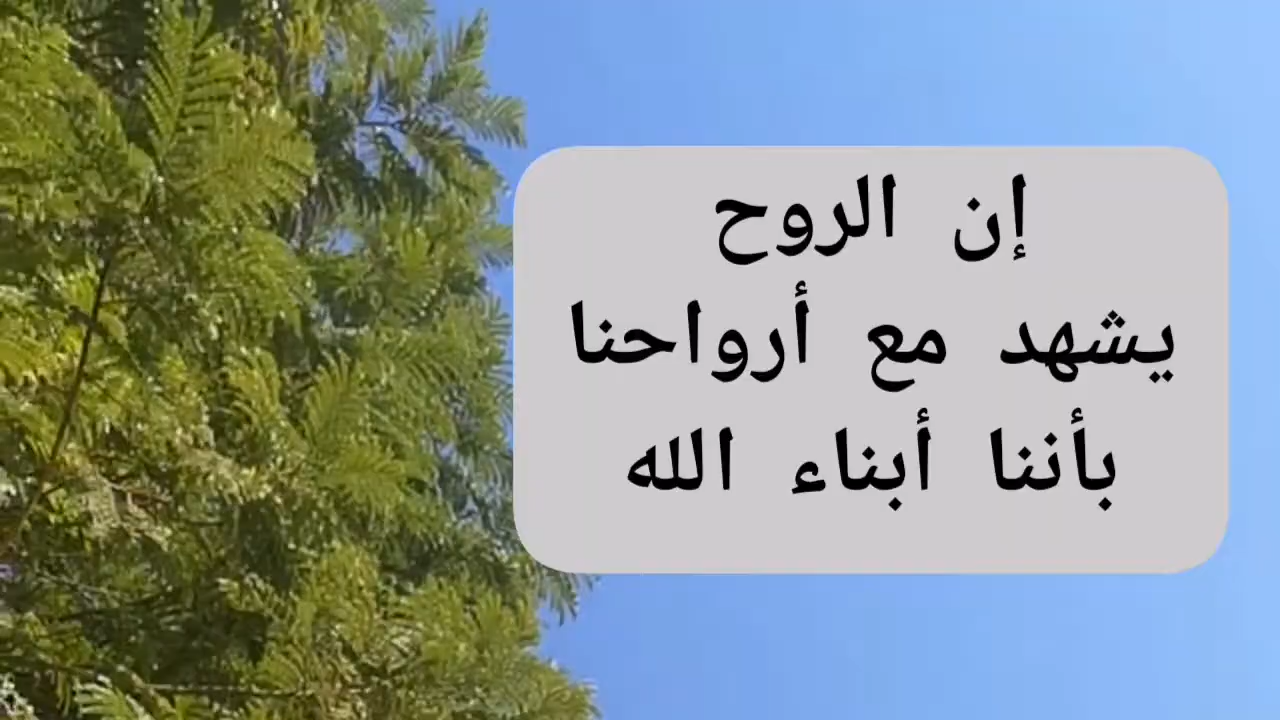 إن الروح
يشهد مع أرواحنا
بأننا أبناء الله